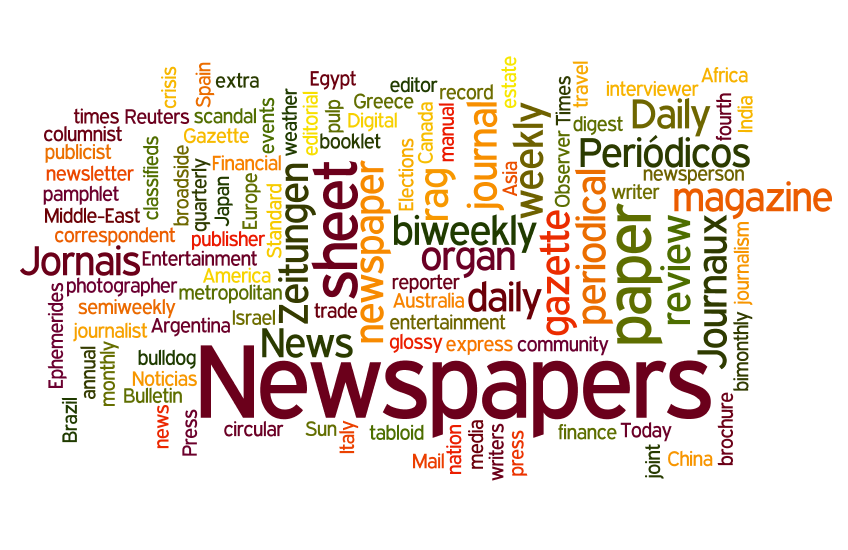 crisis
Spain
extra
Egypt
editor
record
estate
Times
travel
interviewer
Africa
times
Reuters
scandal
events
weather
editorial
pulp
Greece
Digital
booklet
Canada
manual
journal
weekly
Observer
digest
Daily
fourth
India
columnist
publicist
newsletter
pamphlet
Middle-East
correspondent
classifieds
Gazette
broadside
quarterly
Financial
Japan
Europe
Standard
Zeitungen
sheet
newspaper
Elections
rag
Asia
Periódicos
newsperson
writer
magazine
publisher
biweekly
organ
gazette
periodical
paper
review
Journaux
journalism
Jornais
Entertainment
America
photographer
metropolitan
reporter
daily
Ephemerides
semiweekly
journalist
Argentina
Israel
trade
Australia
entertainment
News
glossy
express
community
bimonthly
annual
monthly
bulldog
Noticias
Bulletin
Newspapers
Brazil
news
Press
circular
Sun
Italy
tabloid
Mail
nation
media
writers
press
finance
Today
joint
China
brochure